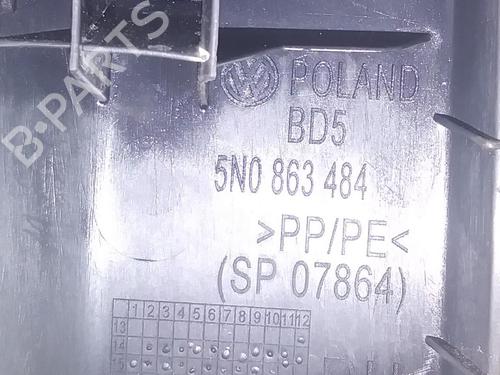 B-PARTS
POLAND
BD5
5N0 863 484
>PP/PE<
(SP 07864)
1 2 3 4 5 6 7 8 9 10 11 12
13
14
15